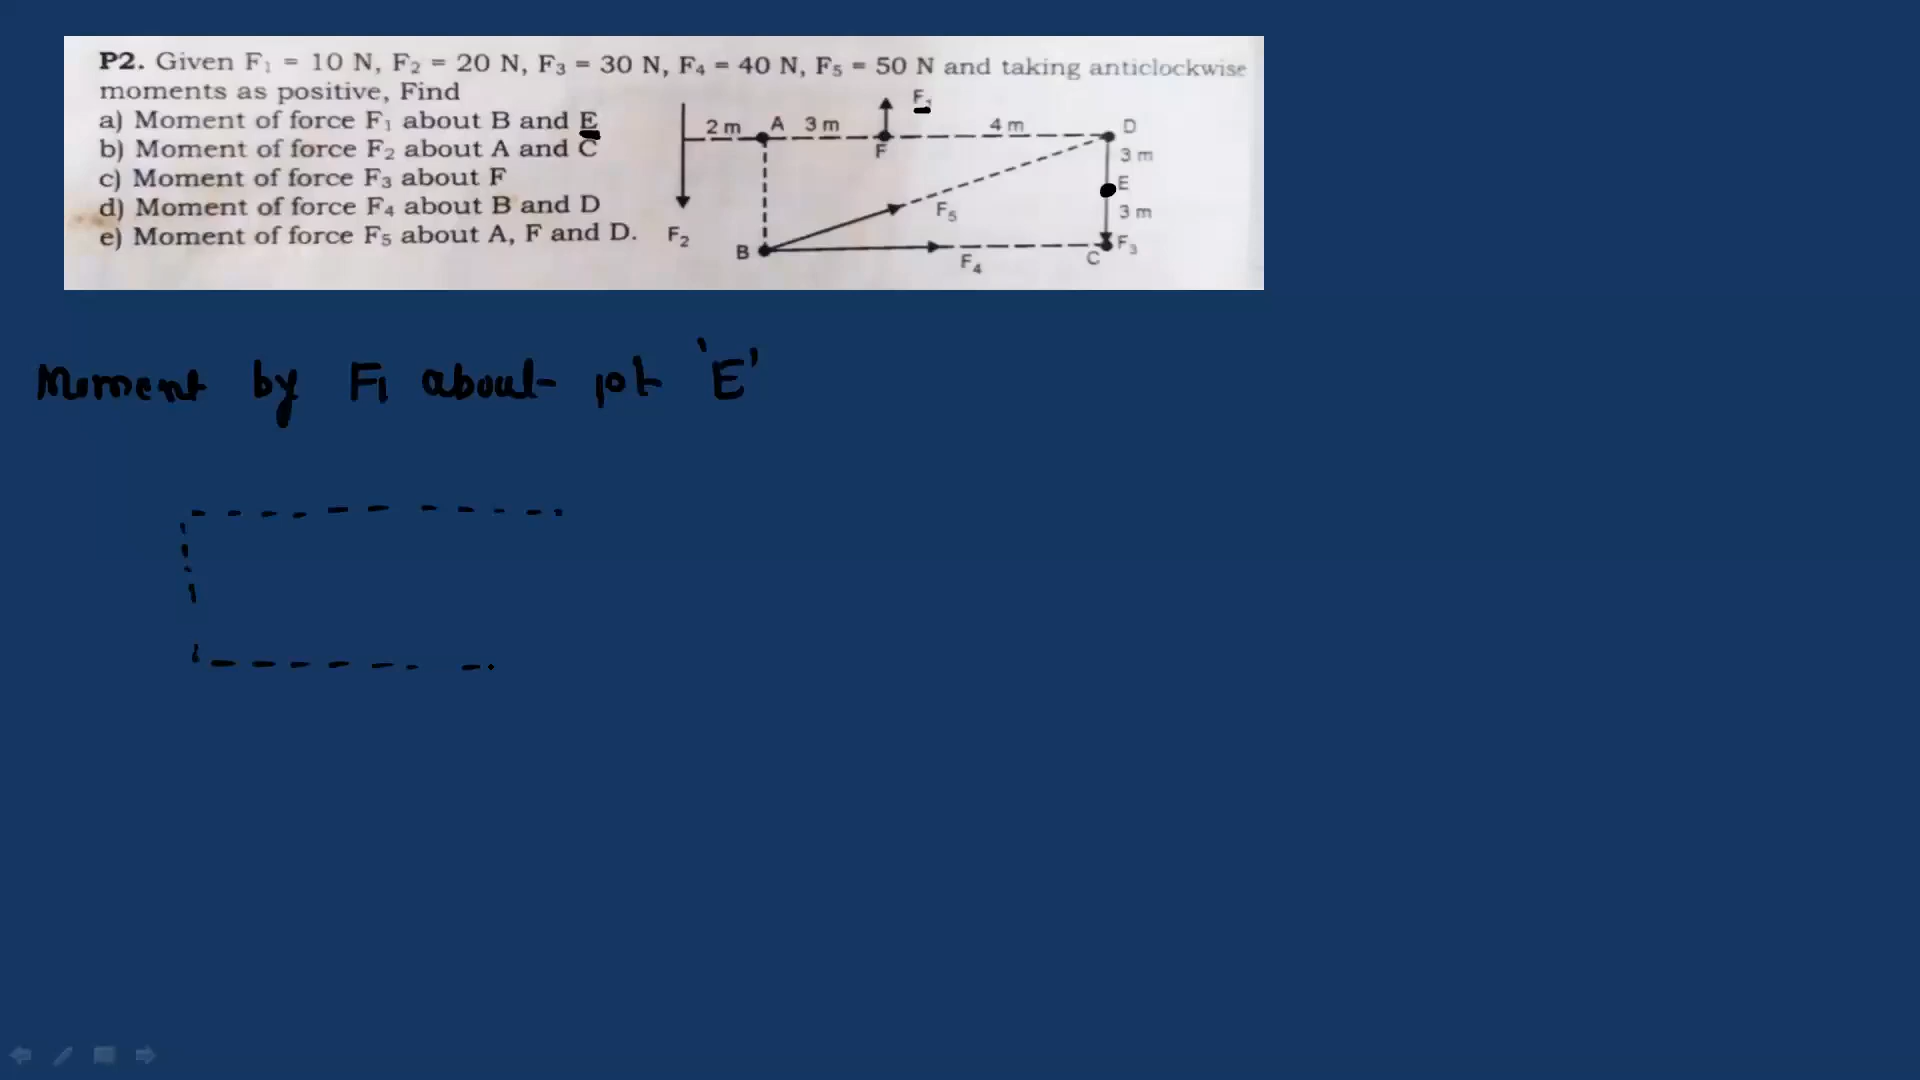 P2. Given F₁ = 10 N, F₂ = 20 N, F₃ = 30 N, F₄ = 40 N, F₅ = 50 N and taking anticlockwise
moments as positive, Find
a) Moment of force F₁ about B and E
b) Moment of force F₂ about A and C
c) Moment of force F₃ about F
d) Moment of force F₄ about B and D
e) Moment of force F₅ about A, F and D.
F₁
2 m A 3 m 4 m D
F
3 m
E
F₅ 3 m
F₂ B F₄ C F₃
Moment by F1 about pt 'E'